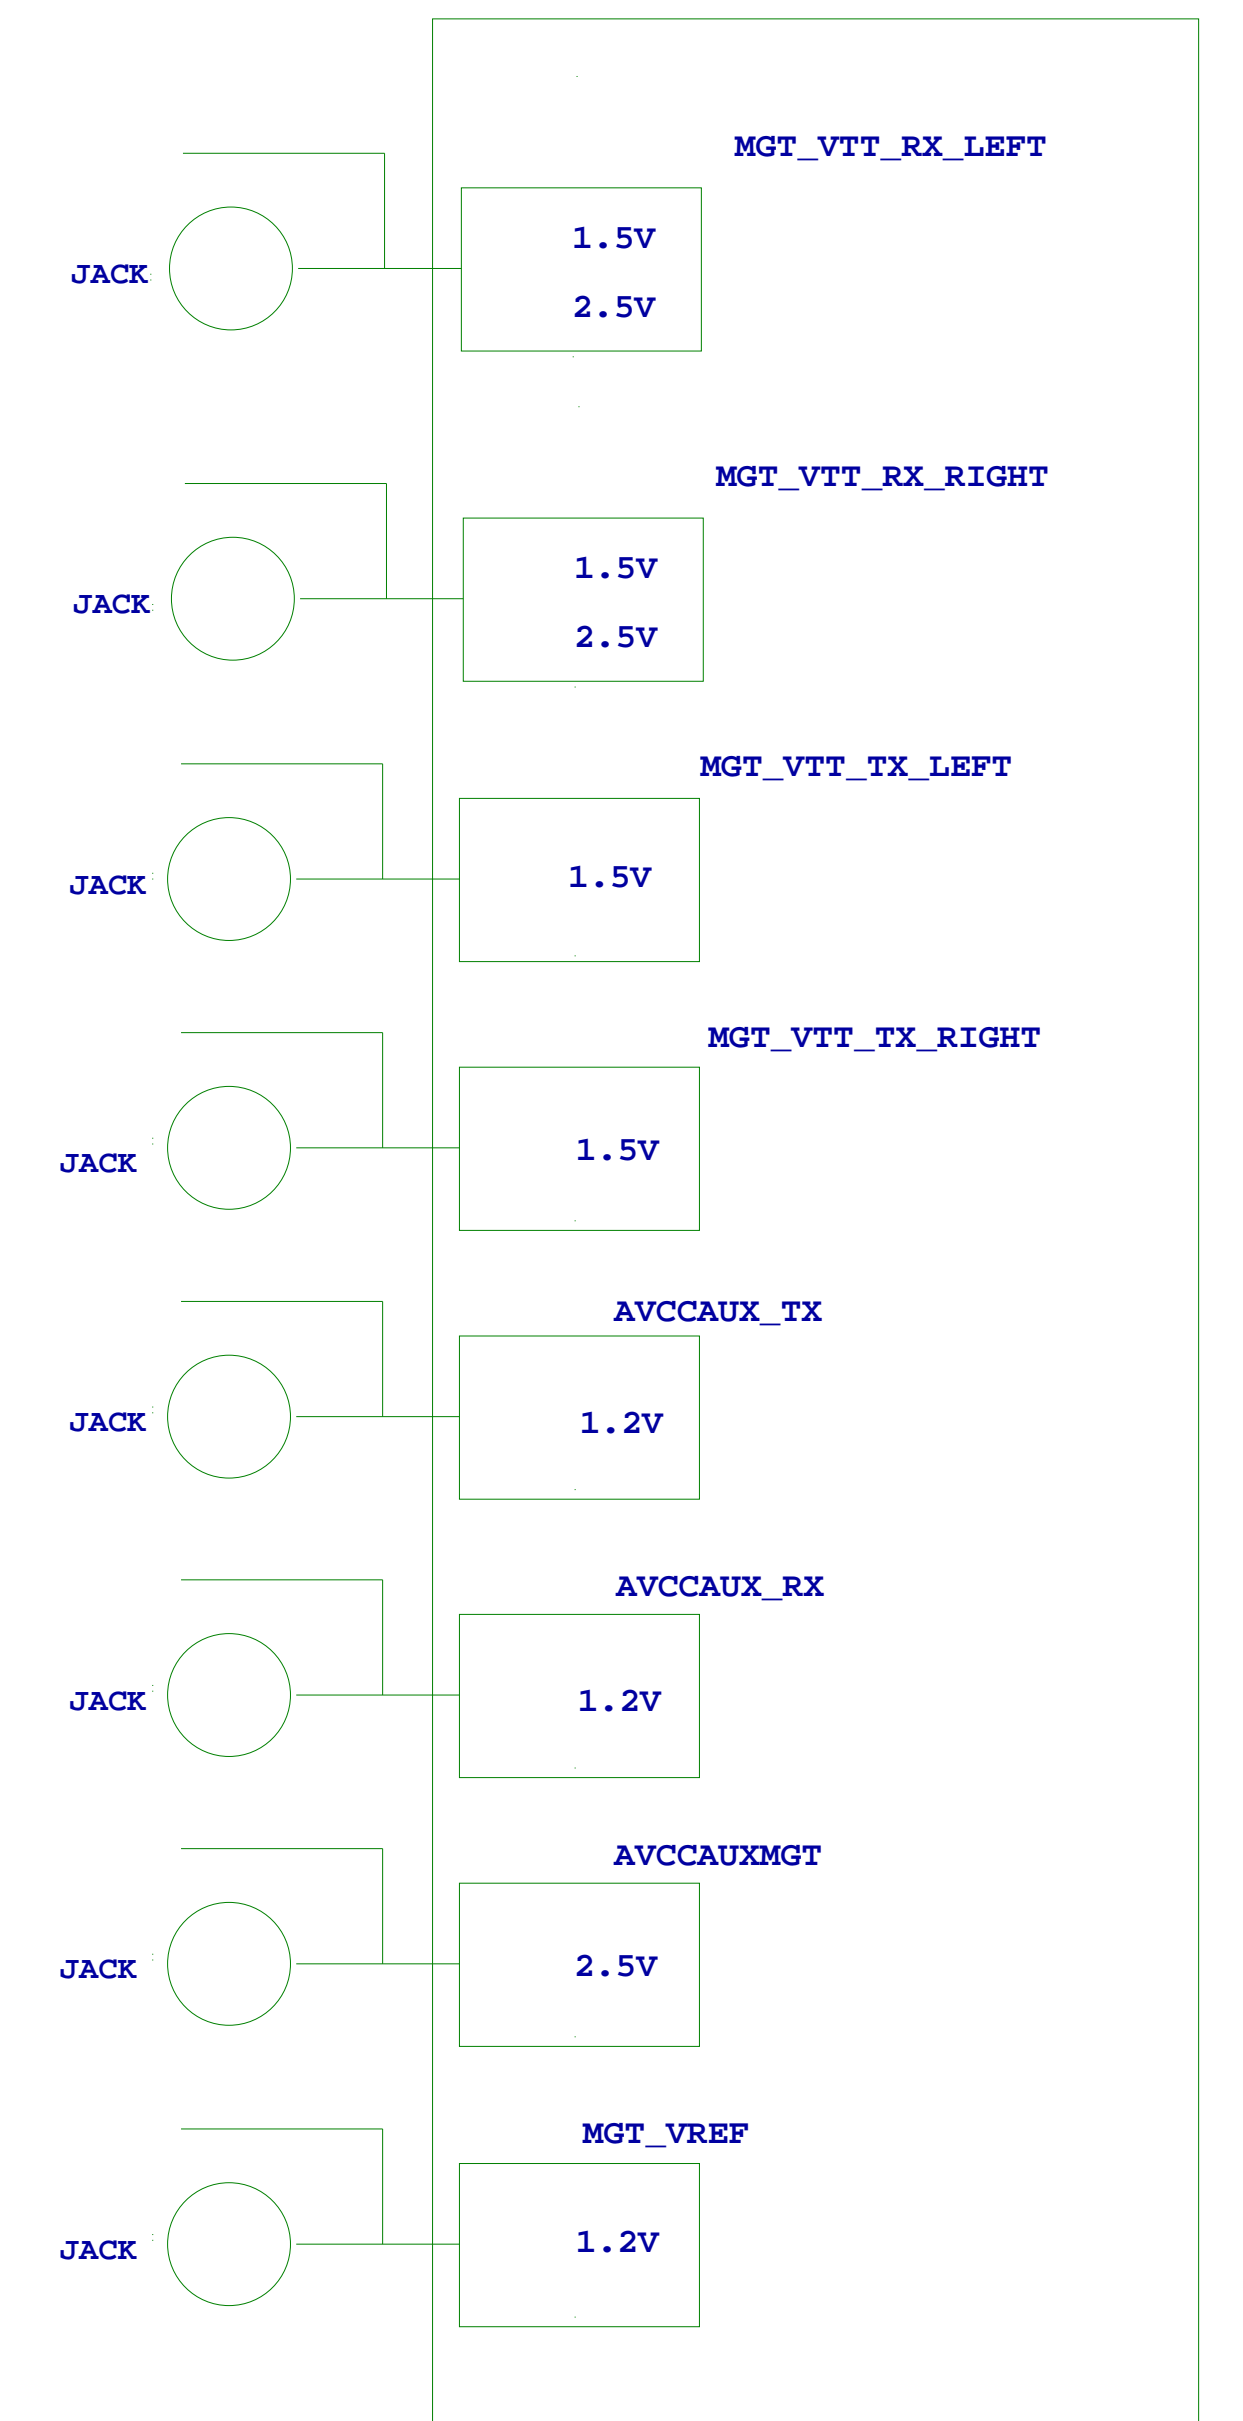 MGT_VTT_RX_LEFT
1.5V
JACK
2.5V
MGT_VTT_RX_RIGHT
1.5V
JACK
2.5V
MGT_VTT_TX_LEFT
JACK
1.5V
MGT_VTT_TX_RIGHT
JACK
1.5V
AVCCAUX_TX
JACK
1.2V
AVCCAUX_RX
JACK
1.2V
AVCCAUXMGT
JACK
2.5V
MGT_VREF
JACK
1.2V